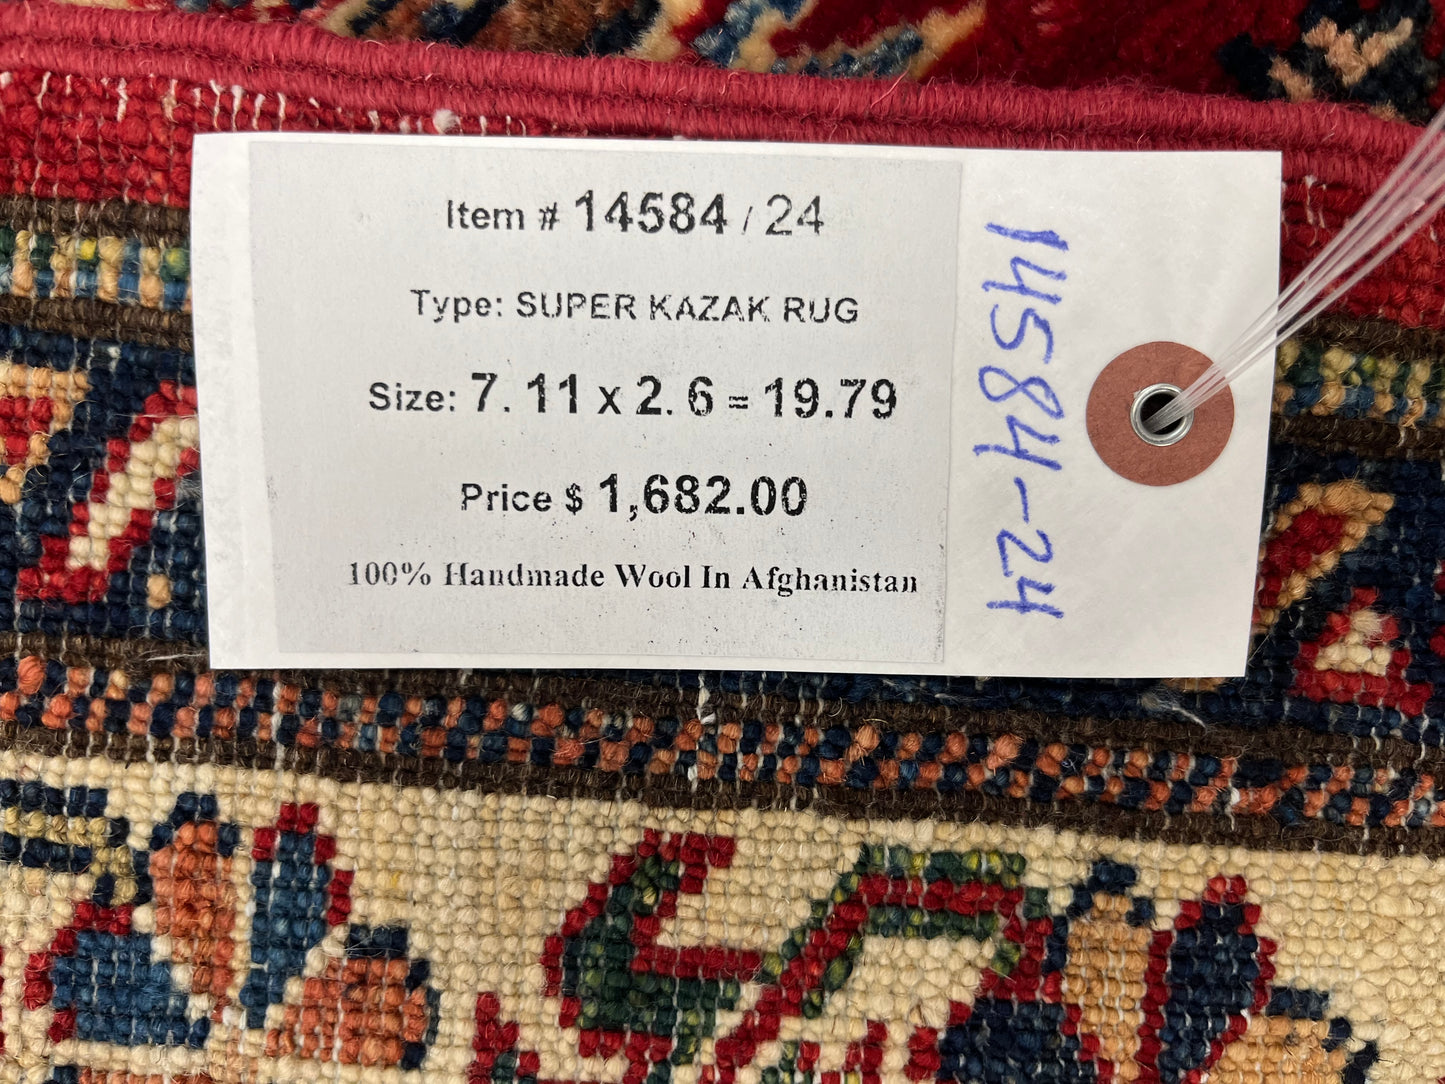 Item # 14584 / 24
Type: SUPER KAZAK RUG
Size: 7. 11 x 2. 6 = 19.79
Price $ 1,682.00
100% Handmade Wool In Afghanistan
14584-24